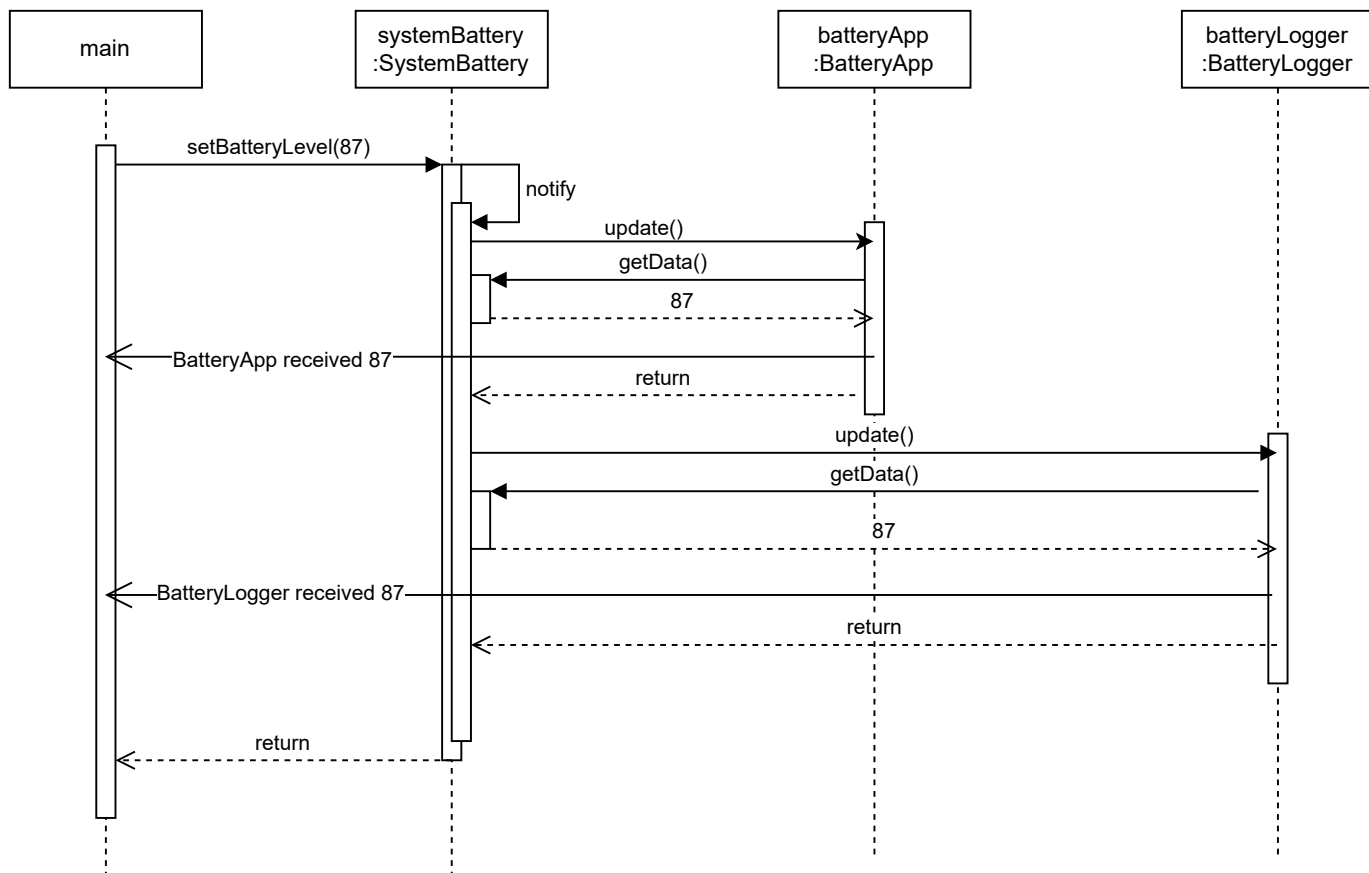 main
systemBattery
:SystemBattery
batteryApp
:BatteryApp
batteryLogger
:BatteryLogger
setBatteryLevel(87)
notify
update()
getData()
87
BatteryApp received 87
return
update()
getData()
87
BatteryLogger received 87
return
return